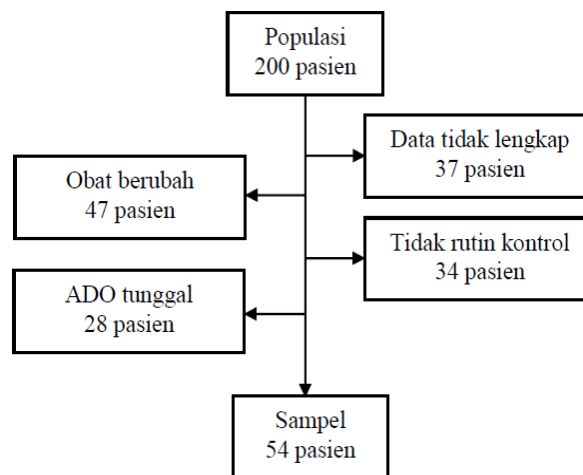 Populasi
200 pasien
Data tidak lengkap
37 pasien
Obat berubah
47 pasien
Tidak rutin kontrol
34 pasien
ADO tunggal
28 pasien
Sampel
54 pasien